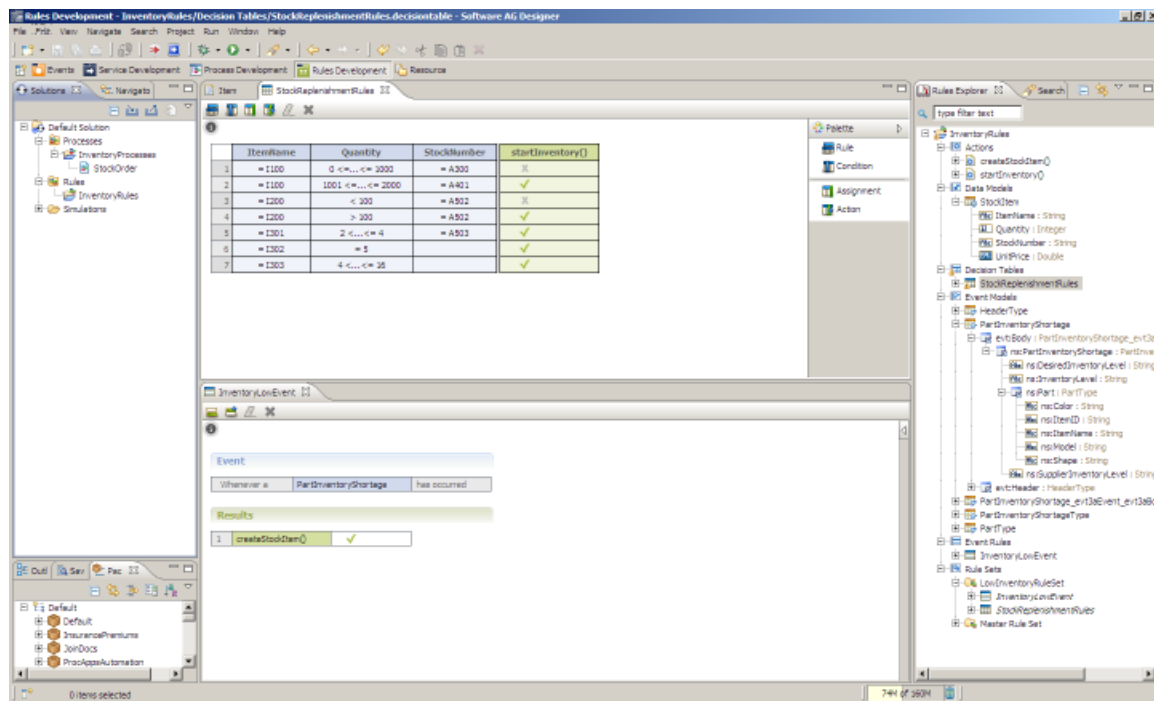 Rules Development - InventoryRules/Decision Tables/StockReplenishmentRules.decisiontable - Software AG Designer
View Navigate Search Project Run Window Help
Events Service Development Process Development Rules Development Resource
Solutions Navigato
Default Solution
Processes
InventoryProcesses
StockOrder
Rules
InventoryRules
Simulations
Outl Sav Pac
Default
Default
InsurancePremiums
JoinDocs
ProcAppsAutomation
0 items selected
Item StockReplenishmentRules
ItemName Quantity StockNumber startInventory()
1 = I100 0 <=...<= 1000 = A300
2 = I100 1001 <=...<= 2000 = A401
3 = I200 < 100 = A502
4 = I200 > 100 = A502
5 = I301 2 <...<= 4 = A503
6 = I302 = 5
7 = I303 4 <...<= 16
Palette
Rule
Condition
Assignment
Action
InventoryLowEvent
Event
Whenever a PartInventoryShortage has occurred
Results
1 createStockItem()
Rules Explorer Search
type filter text
InventoryRules
Actions
createStockItem()
startInventory()
Data Models
StockItem
ItemName : String
Quantity : Integer
StockNumber : String
UnitPrice : Double
Decision Tables
StockReplenishmentRules
Event Models
HeaderType
PartInventoryShortage
evt:Body : PartInventoryShortage_evt3a
ns:PartInventoryShortage : PartInve
ns:DesiredInventoryLevel : String
ns:InventoryLevel : String
ns:Part : PartType
ns:Color : String
ns:ItemID : String
ns:ItemName : String
ns:Model : String
ns:Shape : String
ns:SupplierInventoryLevel : String
evt:Header : HeaderType
PartInventoryShortage_evt3aEvent_evt3aBo
PartInventoryShortageType
PartType
Event Rules
InventoryLowEvent
Rule Sets
LowInventoryRuleSet
InventoryLowEvent
StockReplenishmentRules
Master Rule Set
74M of 160M